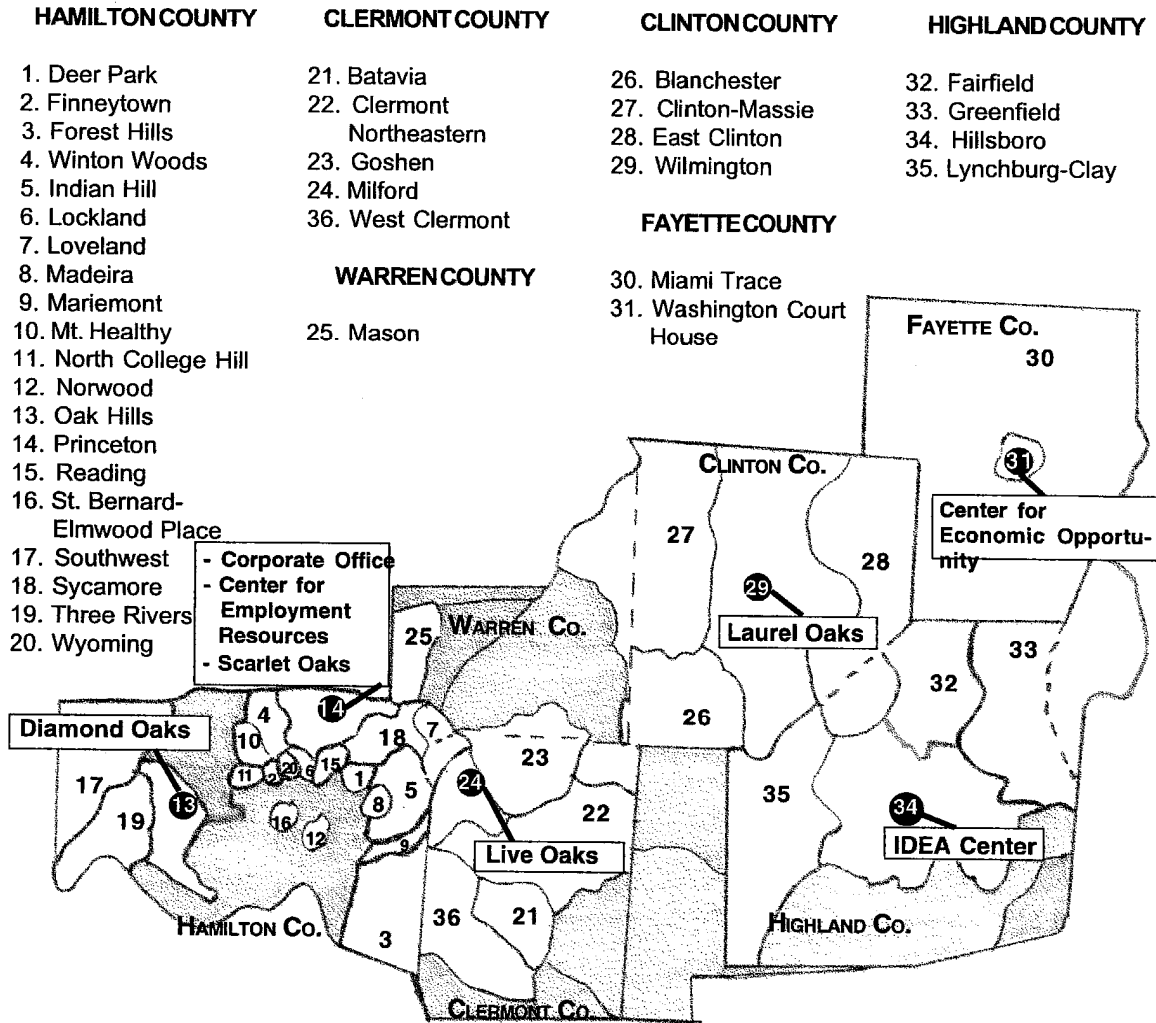 HAMILTON COUNTY
1. Deer Park
2. Finneytown
3. Forest Hills
4. Winton Woods
5. Indian Hill
6. Lockland
7. Loveland
8. Madeira
9. Mariemont
10. Mt. Healthy
11. North College Hill
12. Norwood
13. Oak Hills
14. Princeton
15. Reading
16. St. Bernard-
Elmwood Place
17. Southwest
18. Sycamore
19. Three Rivers
20. Wyoming
CLERMONT COUNTY
21. Batavia
22. Clermont
Northeastern
23. Goshen
24. Milford
36. West Clermont
WARREN COUNTY
25. Mason
CLINTON COUNTY
26. Blanchester
27. Clinton-Massie
28. East Clinton
29. Wilmington
FAYETTE COUNTY
30. Miami Trace
31. Washington Court
House
HIGHLAND COUNTY
32. Fairfield
33. Greenfield
34. Hillsboro
35. Lynchburg-Clay
FAYETTE CO.
30
31
Center for
Economic Opportu-
nity
CLINTON CO.
27
28
29
Laurel Oaks
26
- Corporate Office
- Center for
Employment
Resources
- Scarlet Oaks
25
WARREN CO.
33
32
14
4
10
18
7
23
Diamond Oaks
11
2
20
6
15
1
5
24
17
13
19
8
22
35
34
16
12
9
Live Oaks
IDEA Center
36
21
HAMILTON CO.
3
HIGHLAND CO.
CLERMONT CO.